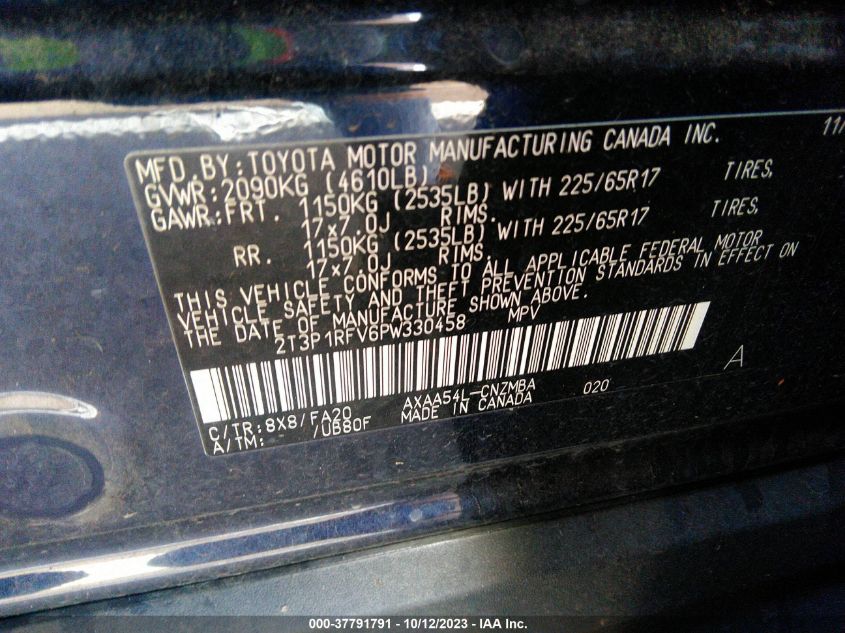 MFD. BY: TOYOTA MOTOR MANUFACTURING CANADA INC. 11/
GVWR: 2090KG (4610LB)
GAWR: FRT. 1150KG (2535LB) WITH 225/65R17 TIRES,
17x7.0J RIMS.
RR. 1150KG (2535LB) WITH 225/65R17 TIRES,
17x7.0J RIMS.
THIS VEHICLE CONFORMS TO ALL APPLICABLE FEDERAL MOTOR
VEHICLE SAFETY AND THEFT PREVENTION STANDARDS IN EFFECT ON
THE DATE OF MANUFACTURE SHOWN ABOVE.
2T3P1RFV6PW330458 MPV
A
C/TR: 8X8/FA20 AXAA54L-CNZMBA 020
A/TM: /UB80F MADE IN CANADA
000-37791791 - 10/12/2023 - IAA Inc.